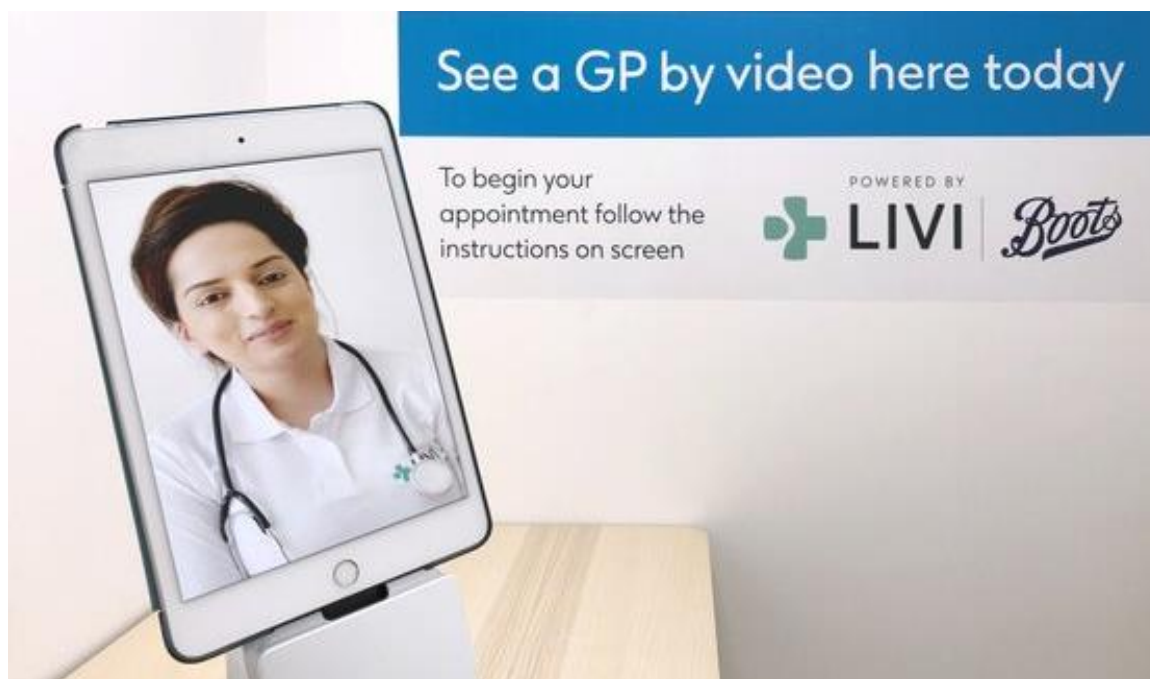 See a GP by video here today
To begin your
appointment follow the
instructions on screen
POWERED BY
LIVI
Boots